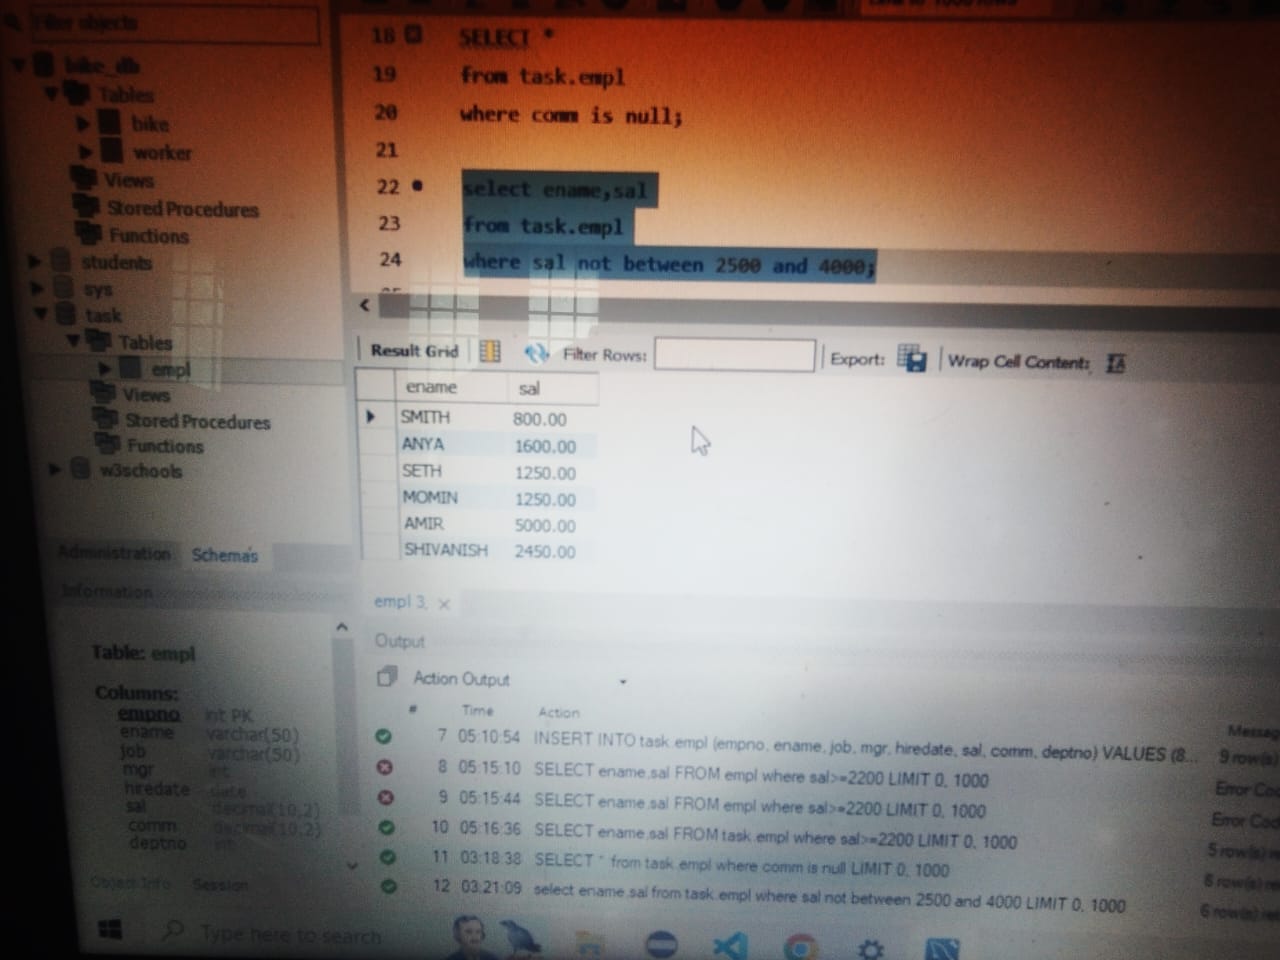 Filter objects
bike_db
Tables
bike
worker
Views
Stored Procedures
Functions
students
sys
task
Tables
empl
Views
Stored Procedures
Functions
w3schools
Administration Schemas
Information
Table: empl
Columns:
empno int PK
ename varchar(50)
job varchar(50)
mgr int
hiredate date
sal decimal(10,2)
comm decimal(10,2)
deptno int
Object Info Session
18 SELECT *
19 from task.empl
20 where comm is null;
21
22 select ename,sal
23 from task.empl
24 where sal not between 2500 and 4000;
Result Grid Filter Rows: Export: Wrap Cell Content:
ename sal
SMITH 800.00
ANYA 1600.00
SETH 1250.00
MOMIN 1250.00
AMIR 5000.00
SHIVANISH 2450.00
empl 3
Output
Action Output
# Time Action Messag
7 05:10:54 INSERT INTO task.empl (empno, ename, job, mgr, hiredate, sal, comm, deptno) VALUES (8... 9 row(s)
8 05:15:10 SELECT ename,sal FROM empl where sal>=2200 LIMIT 0, 1000 Error Cod
9 05:15:44 SELECT ename,sal FROM empl where sal>=2200 LIMIT 0, 1000 Error Cod
10 05:16:36 SELECT ename,sal FROM task.empl where sal>=2200 LIMIT 0, 1000 5 row(s) re
11 03:18:38 SELECT * from task.empl where comm is null LIMIT 0, 1000 6 row(s) re
12 03:21:09 select ename,sal from task.empl where sal not between 2500 and 4000 LIMIT 0, 1000 6 row(s) ret
Type here to search